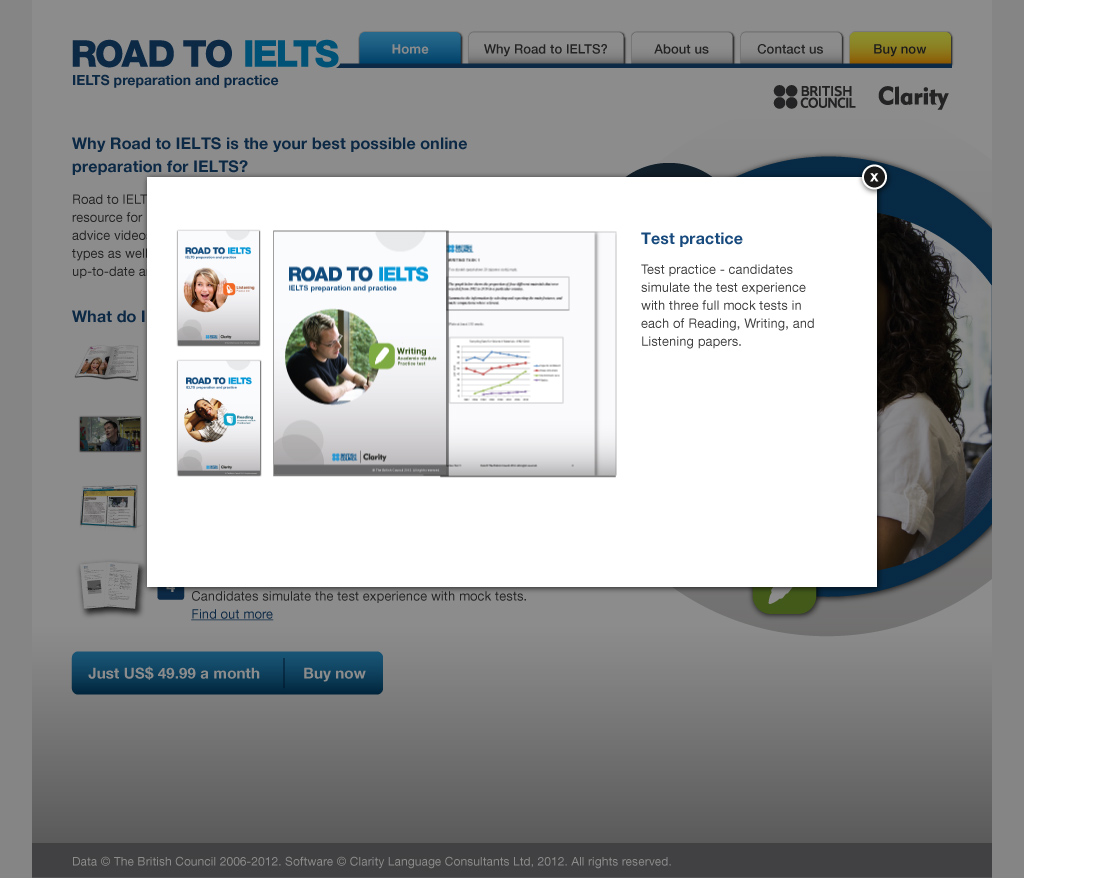 ROAD TO IELTS
IELTS preparation and practice
Home
Why Road to IELTS?
About us
Contact us
Buy now
BRITISH
COUNCIL
Clarity
Why Road to IELTS is the your best possible online
preparation for IELTS?
Road to IELT
resource for
advice video
types as well
up-to-date a
What do I
x
ROAD TO IELTS
IELTS preparation and practice
Listening
Clarity
ROAD TO IELTS
IELTS preparation and practice
Reading
Clarity
ROAD TO IELTS
IELTS preparation and practice
Writing
Academic module
Practice test
BRITISH
COUNCIL
Clarity
WRITING TASK 1
Test practice
Test practice - candidates
simulate the test experience
with three full mock tests in
each of Reading, Writing, and
Listening papers.
4
Candidates simulate the test experience with mock tests.
Find out more
Just US$ 49.99 a month
Buy now
Data © The British Council 2006-2012. Software © Clarity Language Consultants Ltd, 2012. All rights reserved.